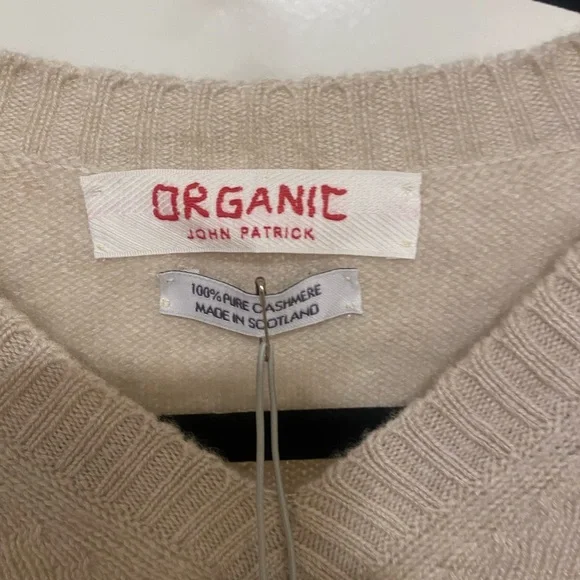 ORGANIC
JOHN PATRICK
100% PURE CASHMERE
MADE IN SCOTLAND